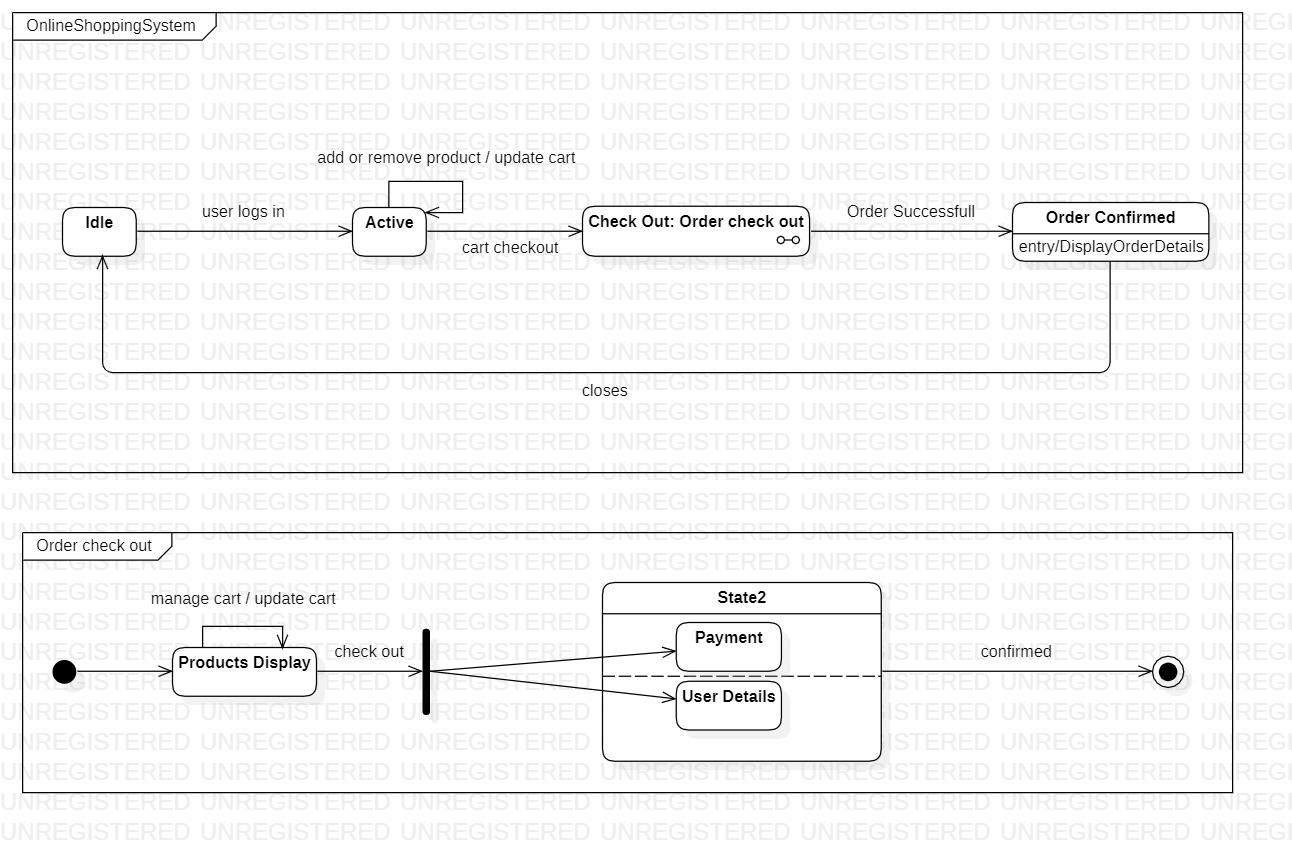 OnlineShoppingSystem
add or remove product / update cart
Idle
user logs in
Active
cart checkout
Check Out: Order check out
Order Successfull
Order Confirmed
entry/DisplayOrderDetails
closes
Order check out
manage cart / update cart
Products Display
check out
State2
Payment
User Details
confirmed
UNREGISTERED